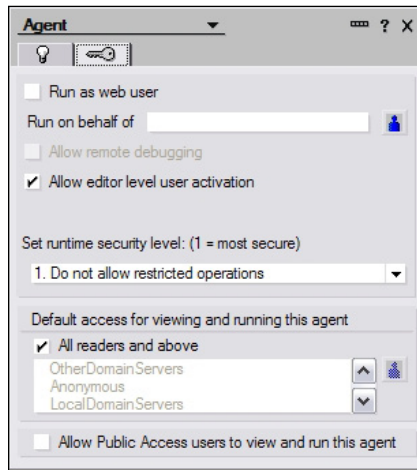 Agent ? X
Run as web user
Run on behalf of
Allow remote debugging
Allow editor level user activation
Set runtime security level: (1 = most secure)
1. Do not allow restricted operations
Default access for viewing and running this agent
All readers and above
OtherDomainServers
Anonymous
LocalDomainServers
Allow Public Access users to view and run this agent